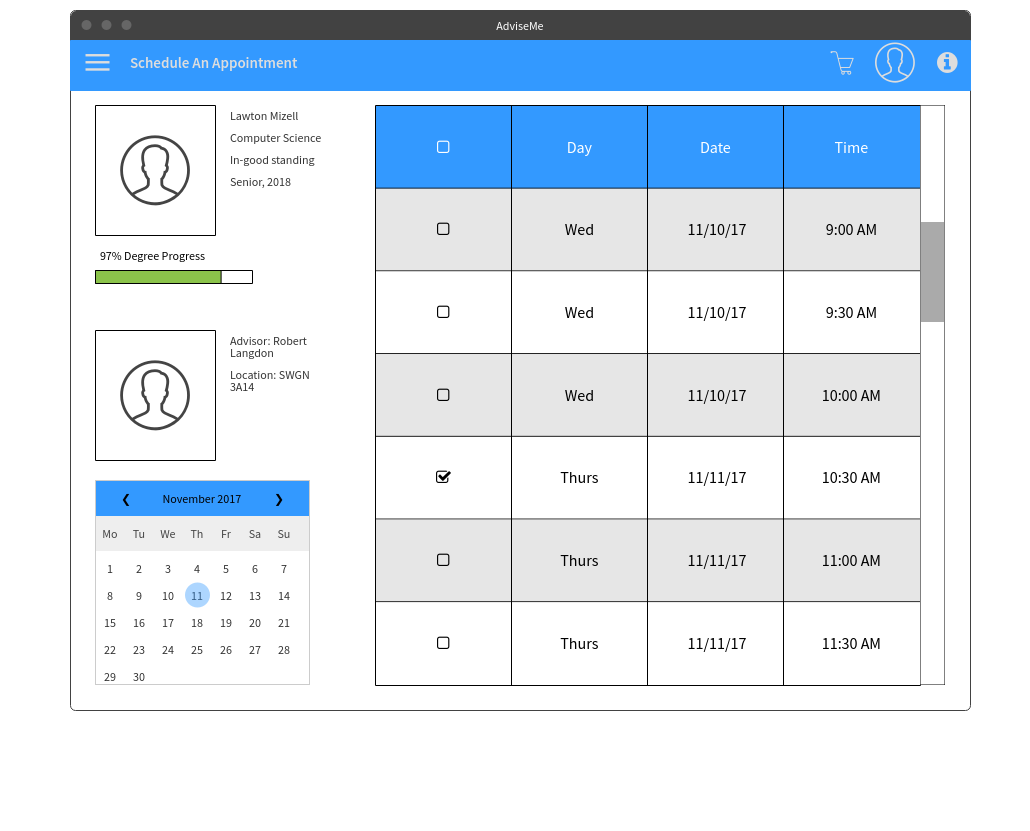 AdviseMe
Schedule An Appointment
Lawton Mizell
Computer Science
In-good standing
Senior, 2018
97% Degree Progress
Advisor: Robert
Langdon
Location: SWGN
3A14
❮ November 2017 ❯
Mo Tu We Th Fr Sa Su
1 2 3 4 5 6 7
8 9 10 11 12 13 14
15 16 17 18 19 20 21
22 23 24 25 26 27 28
29 30
Day Date Time
Wed 11/10/17 9:00 AM
Wed 11/10/17 9:30 AM
Wed 11/10/17 10:00 AM
Thurs 11/11/17 10:30 AM
Thurs 11/11/17 11:00 AM
Thurs 11/11/17 11:30 AM